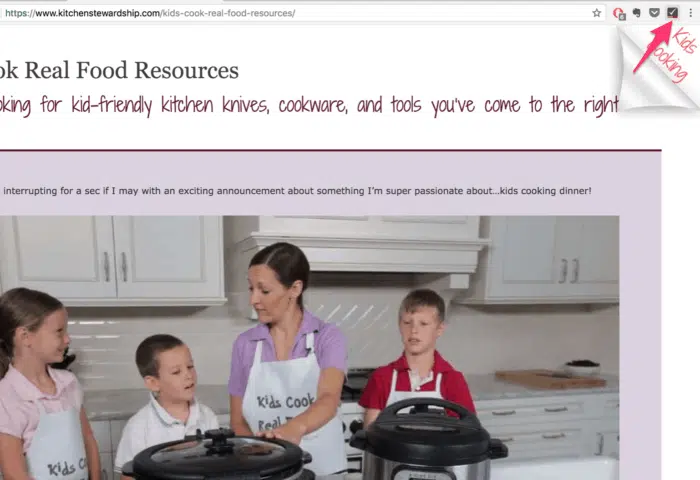 https://www.kitchenstewardship.com/kids-cook-real-food-resources/
Kids
ooking
ok Real Food Resources
oking for kid-friendly kitchen knives, cookware, and tools you've come to the right
interrupting for a sec if I may with an exciting announcement about something I'm super passionate about...kids cooking dinner!
Kids Cook
Real
Kids C